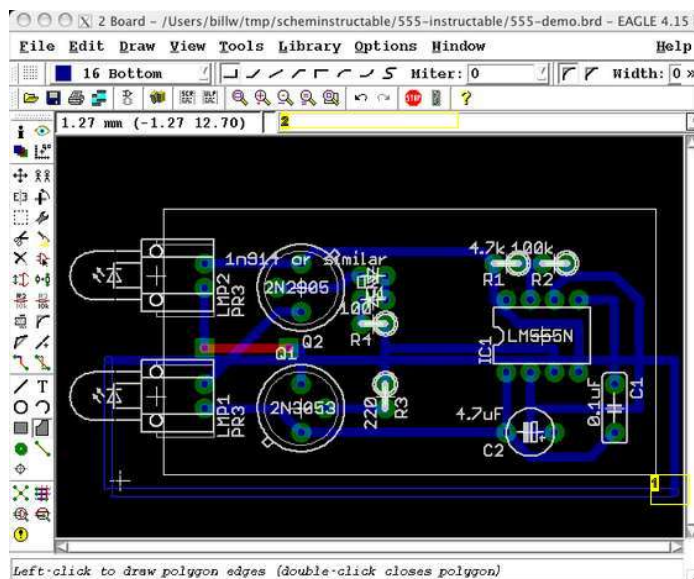 2 Board - /Users/billw/tmp/scheminstructable/555-instructable/555-demo.brd - EAGLE 4.15
File Edit Draw View Tools Library Options Window Help
16 Bottom Miter: 0 Width: 0
STOP ?
1.27 mm (-1.27 12.70) 2
1n914 or similar 4.7k 100k
R1 R2
LMP2
PR3
2N2905
100
R4
Q2
Q1
LM555N
IC1
LMP1
PR3
2N3053
220
R3
4.7uF
C2
0.1uF
C1
1
Left-click to draw polygon edges (double-click closes polygon)